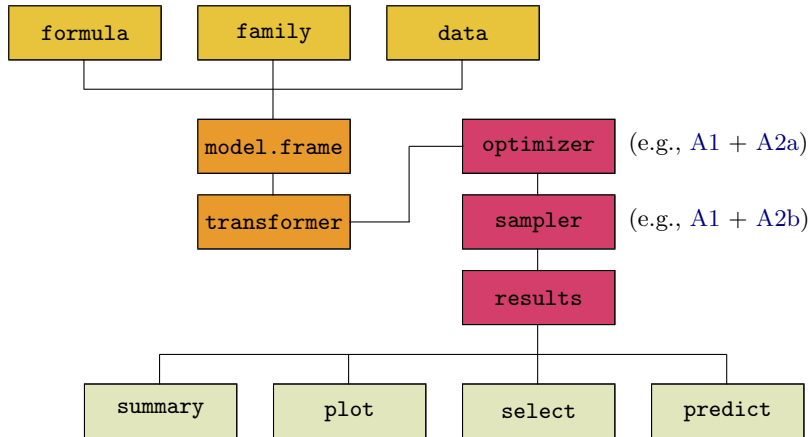 formula family data
model.frame optimizer (e.g., A1 + A2a)
transformer sampler (e.g., A1 + A2b)
results
summary plot select predict